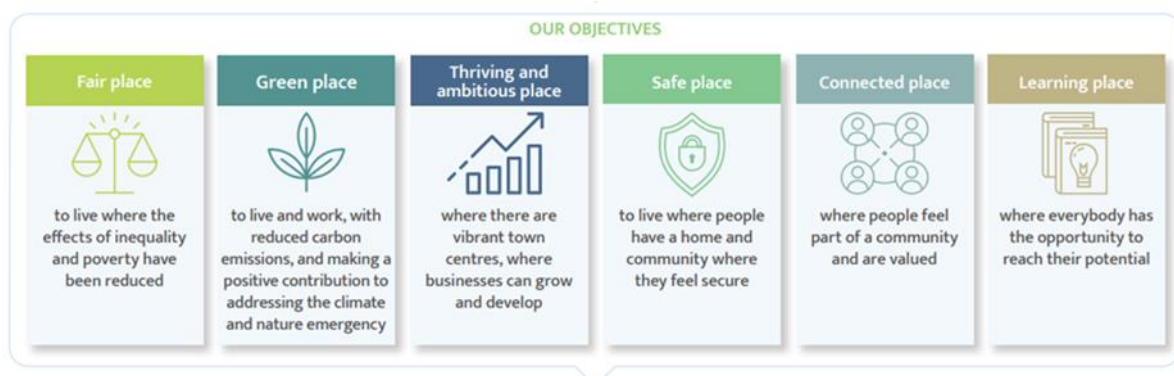 OUR OBJECTIVES
Fair place
to live where the
effects of inequality
and poverty have
been reduced
Green place
to live and work, with
reduced carbon
emissions, and making a
positive contribution to
addressing the climate
and nature emergency
Thriving and
ambitious place
where there are
vibrant town
centres, where
businesses can grow
and develop
Safe place
to live where people
have a home and
community where
they feel secure
Connected place
where people feel
part of a community
and are valued
Learning place
where everybody has
the opportunity to
reach their potential